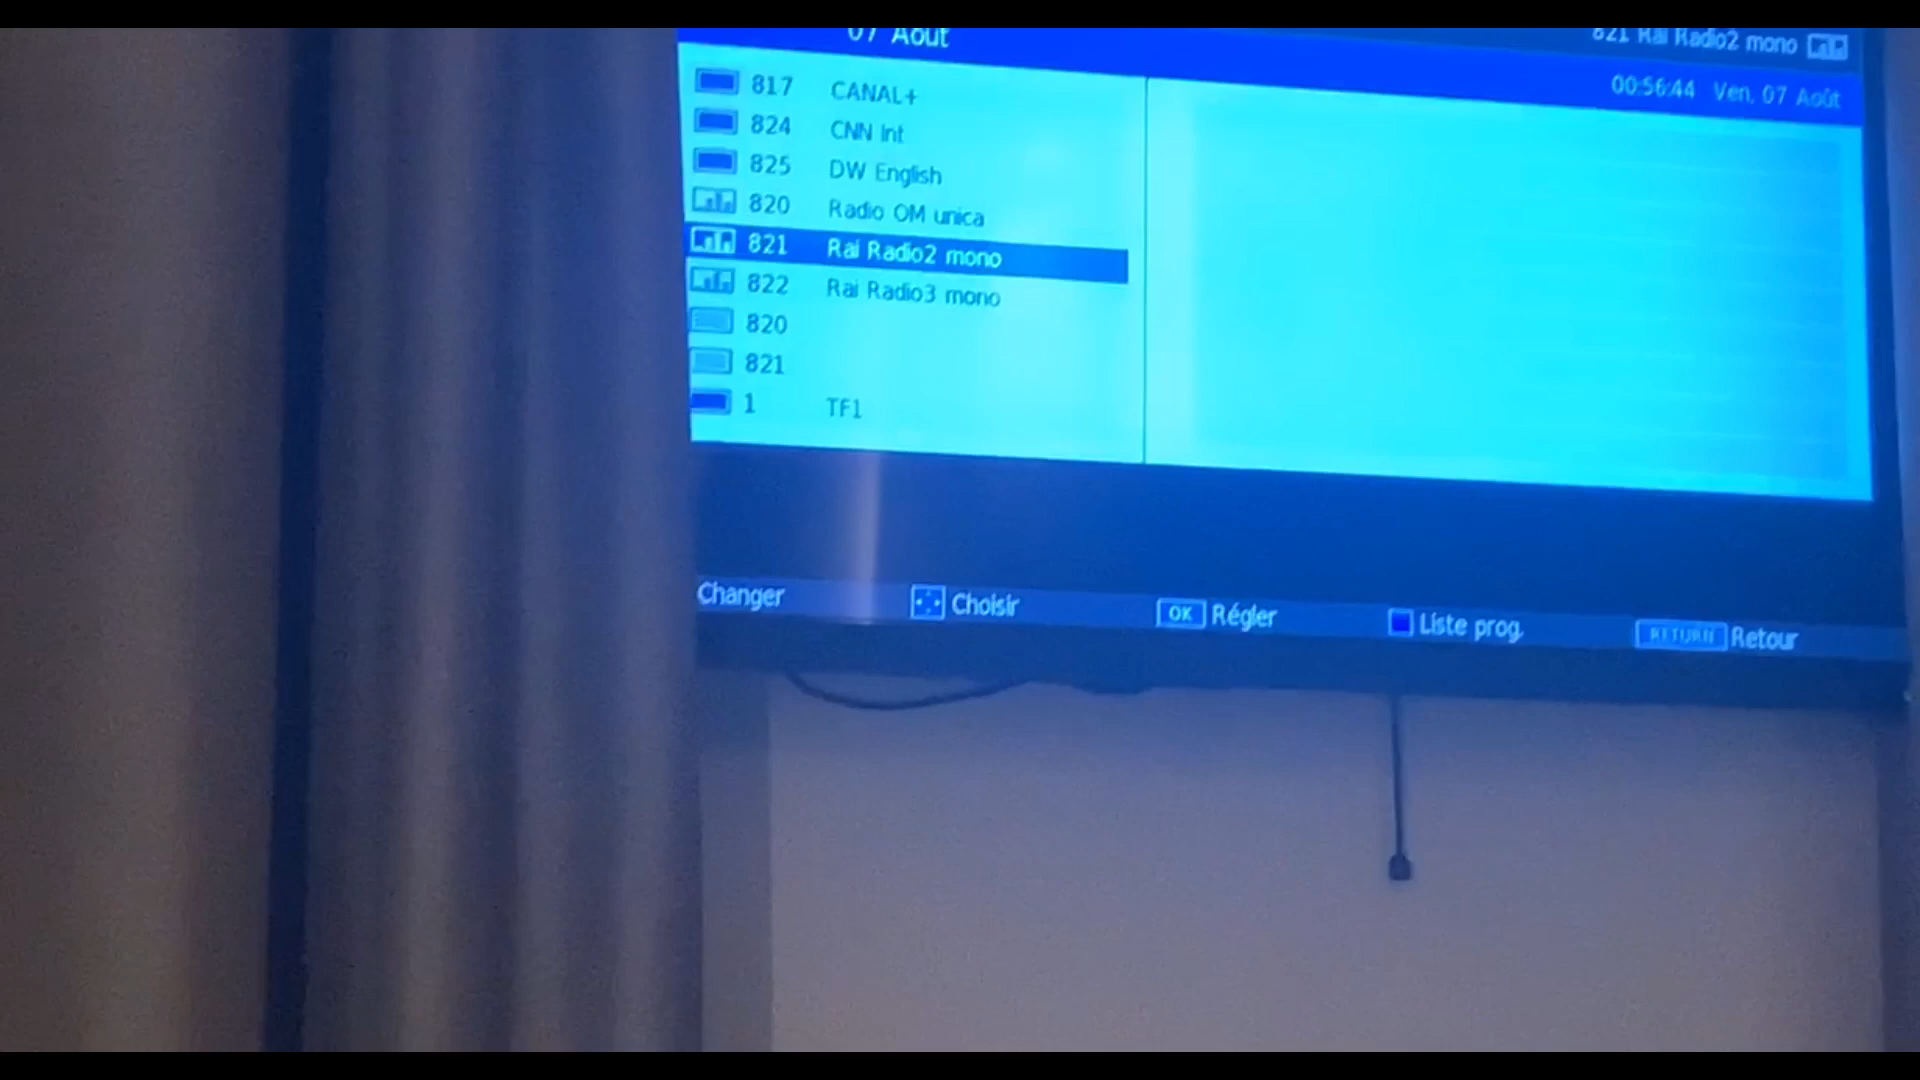 07 Août
821 Rai Radio2 mono
00:56:44 Ven. 07 Août
817 CANAL+
824 CNN Int
825 DW English
820 Radio OM unica
821 Rai Radio2 mono
822 Rai Radio3 mono
820
821
1 TF1
Changer Choisir OK Régler Liste prog. RETURN Retour